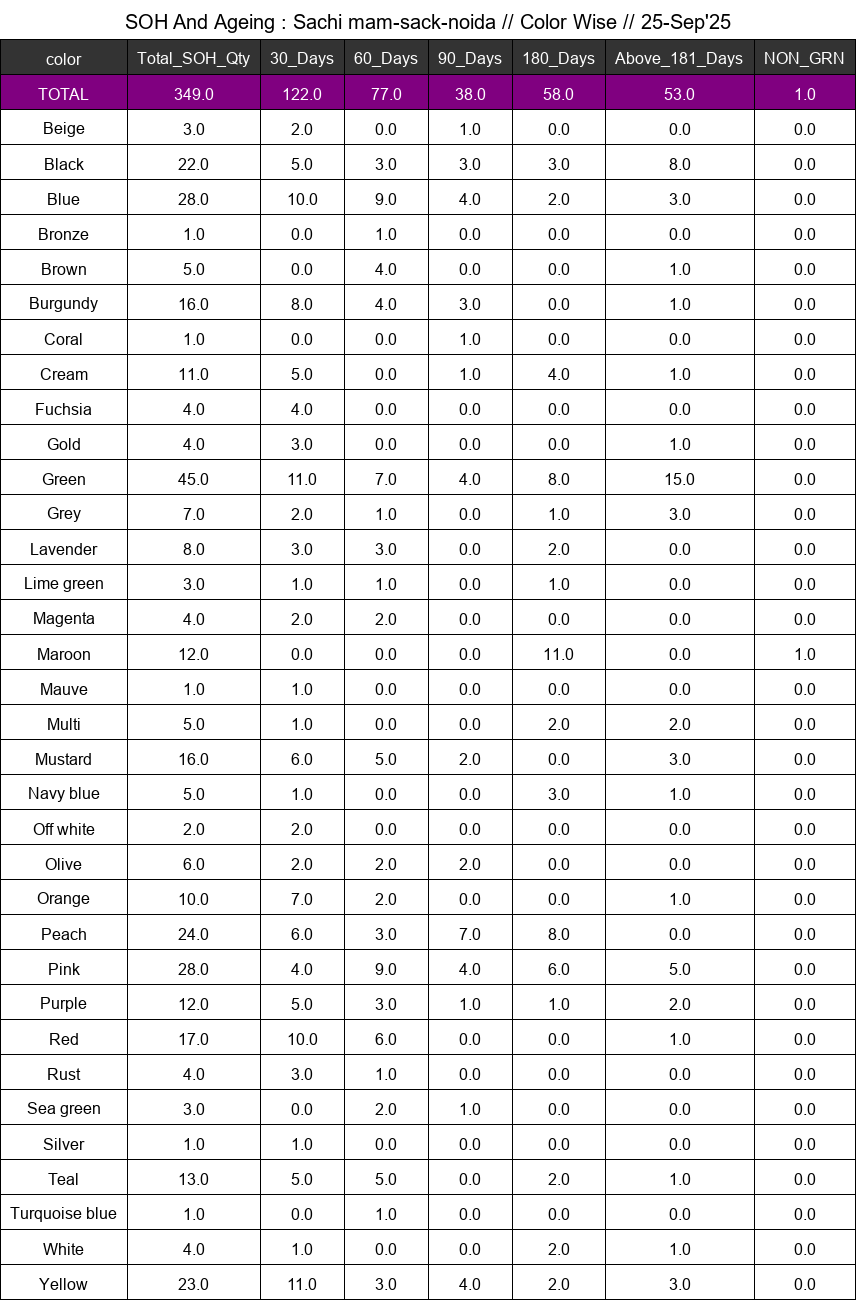 SOH And Ageing : Sachi mam-sack-noida // Color Wise // 25-Sep'25
color Total_SOH_Qty 30_Days 60_Days 90_Days 180_Days Above_181_Days NON_GRN
TOTAL 349.0 122.0 77.0 38.0 58.0 53.0 1.0
Beige 3.0 2.0 0.0 1.0 0.0 0.0 0.0
Black 22.0 5.0 3.0 3.0 3.0 8.0 0.0
Blue 28.0 10.0 9.0 4.0 2.0 3.0 0.0
Bronze 1.0 0.0 1.0 0.0 0.0 0.0 0.0
Brown 5.0 0.0 4.0 0.0 0.0 1.0 0.0
Burgundy 16.0 8.0 4.0 3.0 0.0 1.0 0.0
Coral 1.0 0.0 0.0 1.0 0.0 0.0 0.0
Cream 11.0 5.0 0.0 1.0 4.0 1.0 0.0
Fuchsia 4.0 4.0 0.0 0.0 0.0 0.0 0.0
Gold 4.0 3.0 0.0 0.0 0.0 1.0 0.0
Green 45.0 11.0 7.0 4.0 8.0 15.0 0.0
Grey 7.0 2.0 1.0 0.0 1.0 3.0 0.0
Lavender 8.0 3.0 3.0 0.0 2.0 0.0 0.0
Lime green 3.0 1.0 1.0 0.0 1.0 0.0 0.0
Magenta 4.0 2.0 2.0 0.0 0.0 0.0 0.0
Maroon 12.0 0.0 0.0 0.0 11.0 0.0 1.0
Mauve 1.0 1.0 0.0 0.0 0.0 0.0 0.0
Multi 5.0 1.0 0.0 0.0 2.0 2.0 0.0
Mustard 16.0 6.0 5.0 2.0 0.0 3.0 0.0
Navy blue 5.0 1.0 0.0 0.0 3.0 1.0 0.0
Off white 2.0 2.0 0.0 0.0 0.0 0.0 0.0
Olive 6.0 2.0 2.0 2.0 0.0 0.0 0.0
Orange 10.0 7.0 2.0 0.0 0.0 1.0 0.0
Peach 24.0 6.0 3.0 7.0 8.0 0.0 0.0
Pink 28.0 4.0 9.0 4.0 6.0 5.0 0.0
Purple 12.0 5.0 3.0 1.0 1.0 2.0 0.0
Red 17.0 10.0 6.0 0.0 0.0 1.0 0.0
Rust 4.0 3.0 1.0 0.0 0.0 0.0 0.0
Sea green 3.0 0.0 2.0 1.0 0.0 0.0 0.0
Silver 1.0 1.0 0.0 0.0 0.0 0.0 0.0
Teal 13.0 5.0 5.0 0.0 2.0 1.0 0.0
Turquoise blue 1.0 0.0 1.0 0.0 0.0 0.0 0.0
White 4.0 1.0 0.0 0.0 2.0 1.0 0.0
Yellow 23.0 11.0 3.0 4.0 2.0 3.0 0.0